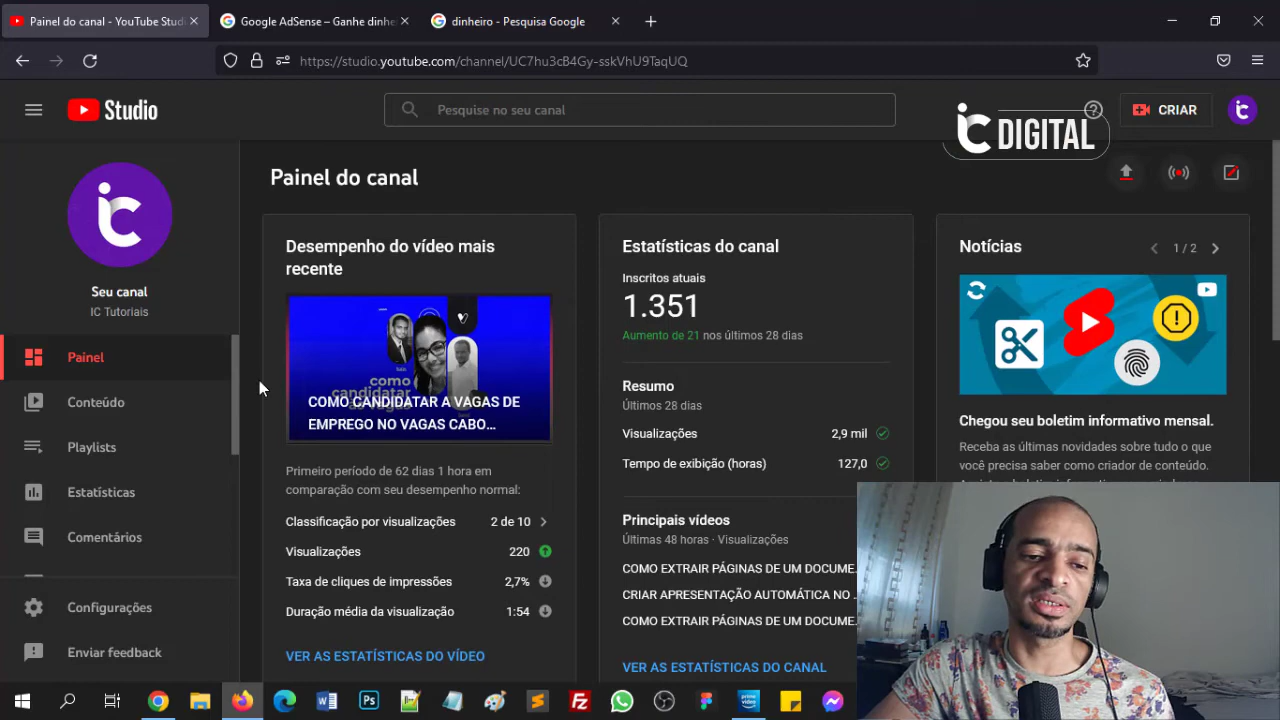 Painel do canal - YouTube Studi
Google AdSense – Ganhe dinhe
dinheiro - Pesquisa Google
https://studio.youtube.com/channel/UC7hu3cB4Gy-sskVhU9TaqUQ
Studio
Pesquise no seu canal
CRIAR
ic
ic DIGITAL
ic
Seu canal
IC Tutoriais
Painel
Conteúdo
Playlists
Estatísticas
Comentários
Configurações
Enviar feedback
Painel do canal
Desempenho do vídeo mais
recente
como
candidatar
as vagas
COMO CANDIDATAR A VAGAS DE
EMPREGO NO VAGAS CABO...
Primeiro período de 62 dias 1 hora em
comparação com seu desempenho normal:
Classificação por visualizações 2 de 10
Visualizações 220
Taxa de cliques de impressões 2,7%
Duração média da visualização 1:54
VER AS ESTATÍSTICAS DO VÍDEO
Estatísticas do canal
Inscritos atuais
1.351
Aumento de 21 nos últimos 28 dias
Resumo
Últimos 28 dias
Visualizações 2,9 mil
Tempo de exibição (horas) 127,0
Principais vídeos
Últimas 48 horas · Visualizações
COMO EXTRAIR PÁGINAS DE UM DOCUME...
CRIAR APRESENTAÇÃO AUTOMÁTICA NO ...
COMO EXTRAIR PÁGINAS DE UM DOCUME...
VER AS ESTATÍSTICAS DO CANAL
Notícias
1 / 2
Chegou seu boletim informativo mensal.
Receba as últimas novidades sobre tudo o que
você precisa saber como criador de conteúdo.